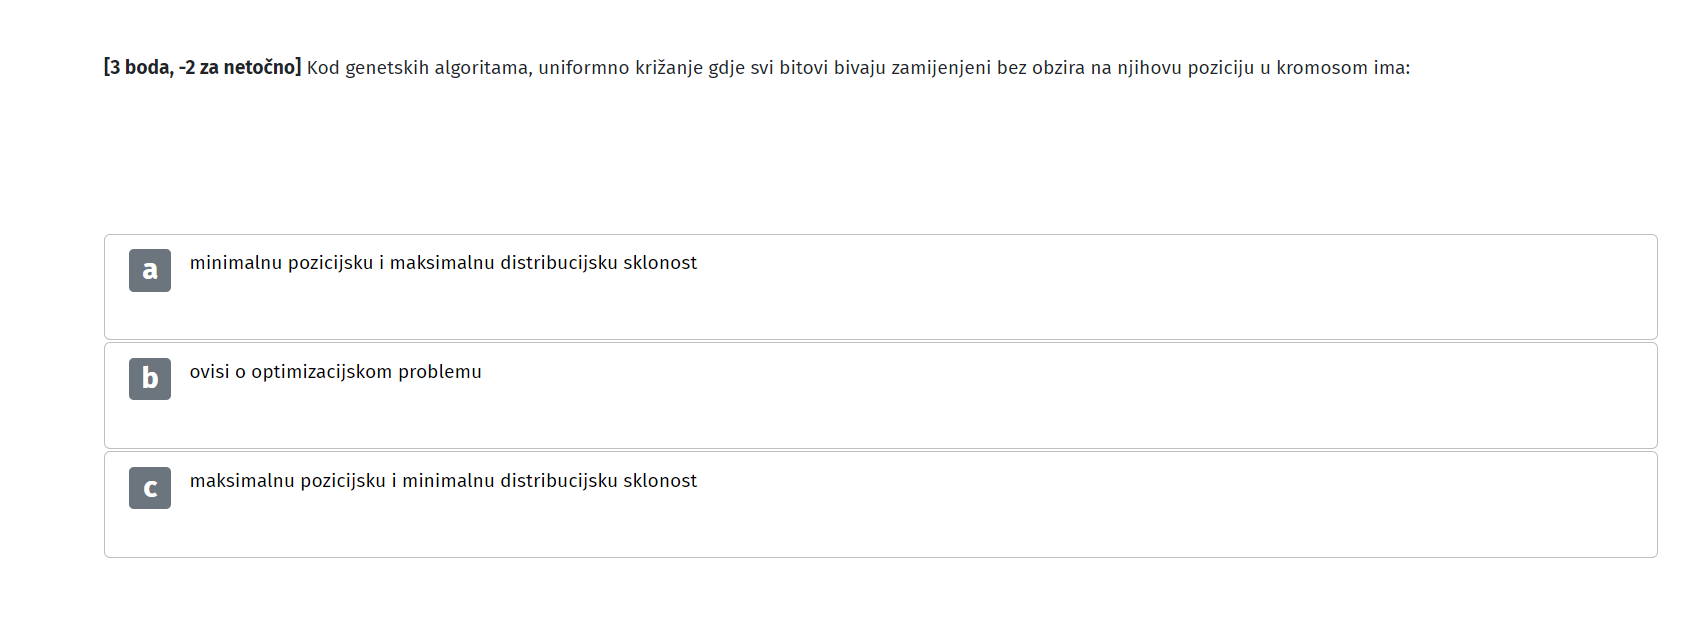 [3 boda, -2 za netočno] Kod genetskih algoritama, uniformno križanje gdje svi bitovi bivaju zamijenjeni bez obzira na njihovu poziciju u kromosom ima:
a minimalnu pozicijsku i maksimalnu distribucijsku sklonost
b ovisi o optimizacijskom problemu
c maksimalnu pozicijsku i minimalnu distribucijsku sklonost